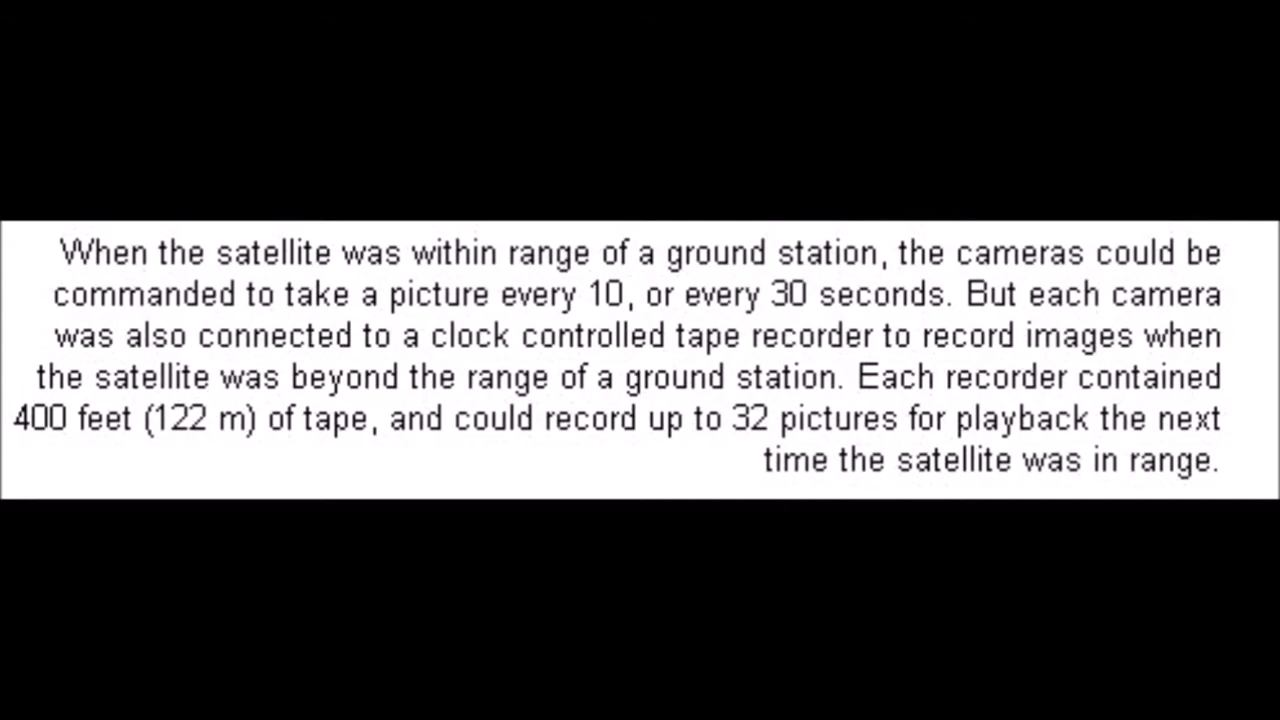 When the satellite was within range of a ground station, the cameras could be
commanded to take a picture every 10, or every 30 seconds. But each camera
was also connected to a clock controlled tape recorder to record images when
the satellite was beyond the range of a ground station. Each recorder contained
400 feet (122 m) of tape, and could record up to 32 pictures for playback the next
time the satellite was in range.